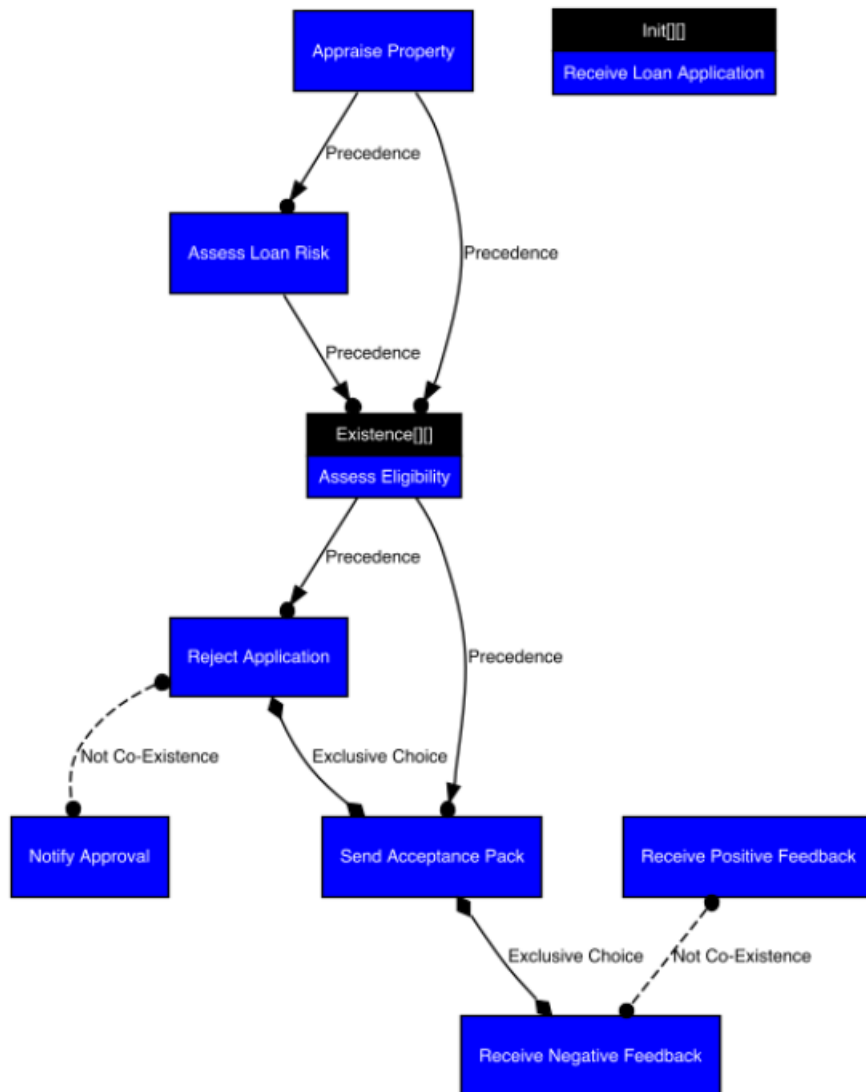 Init[][]
Appraise Property
Receive Loan Application
Precedence
Assess Loan Risk
Precedence
Precedence
Existence[][]
Assess Eligibility
Precedence
Reject Application
Precedence
Not Co-Existence
Exclusive Choice
Notify Approval
Send Acceptance Pack
Receive Positive Feedback
Exclusive Choice
Not Co-Existence
Receive Negative Feedback